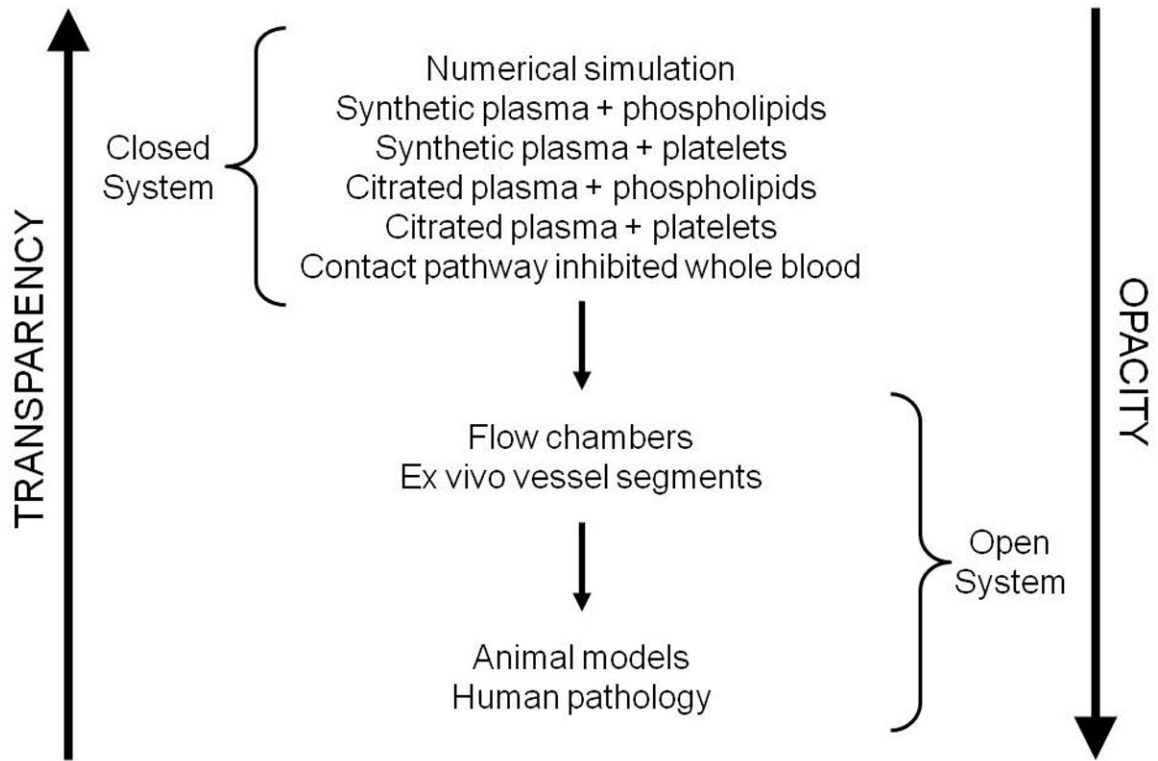 TRANSPARENCY
Closed
System
Numerical simulation
Synthetic plasma + phospholipids
Synthetic plasma + platelets
Citrated plasma + phospholipids
Citrated plasma + platelets
Contact pathway inhibited whole blood
Flow chambers
Ex vivo vessel segments
Animal models
Human pathology
Open
System
OPACITY